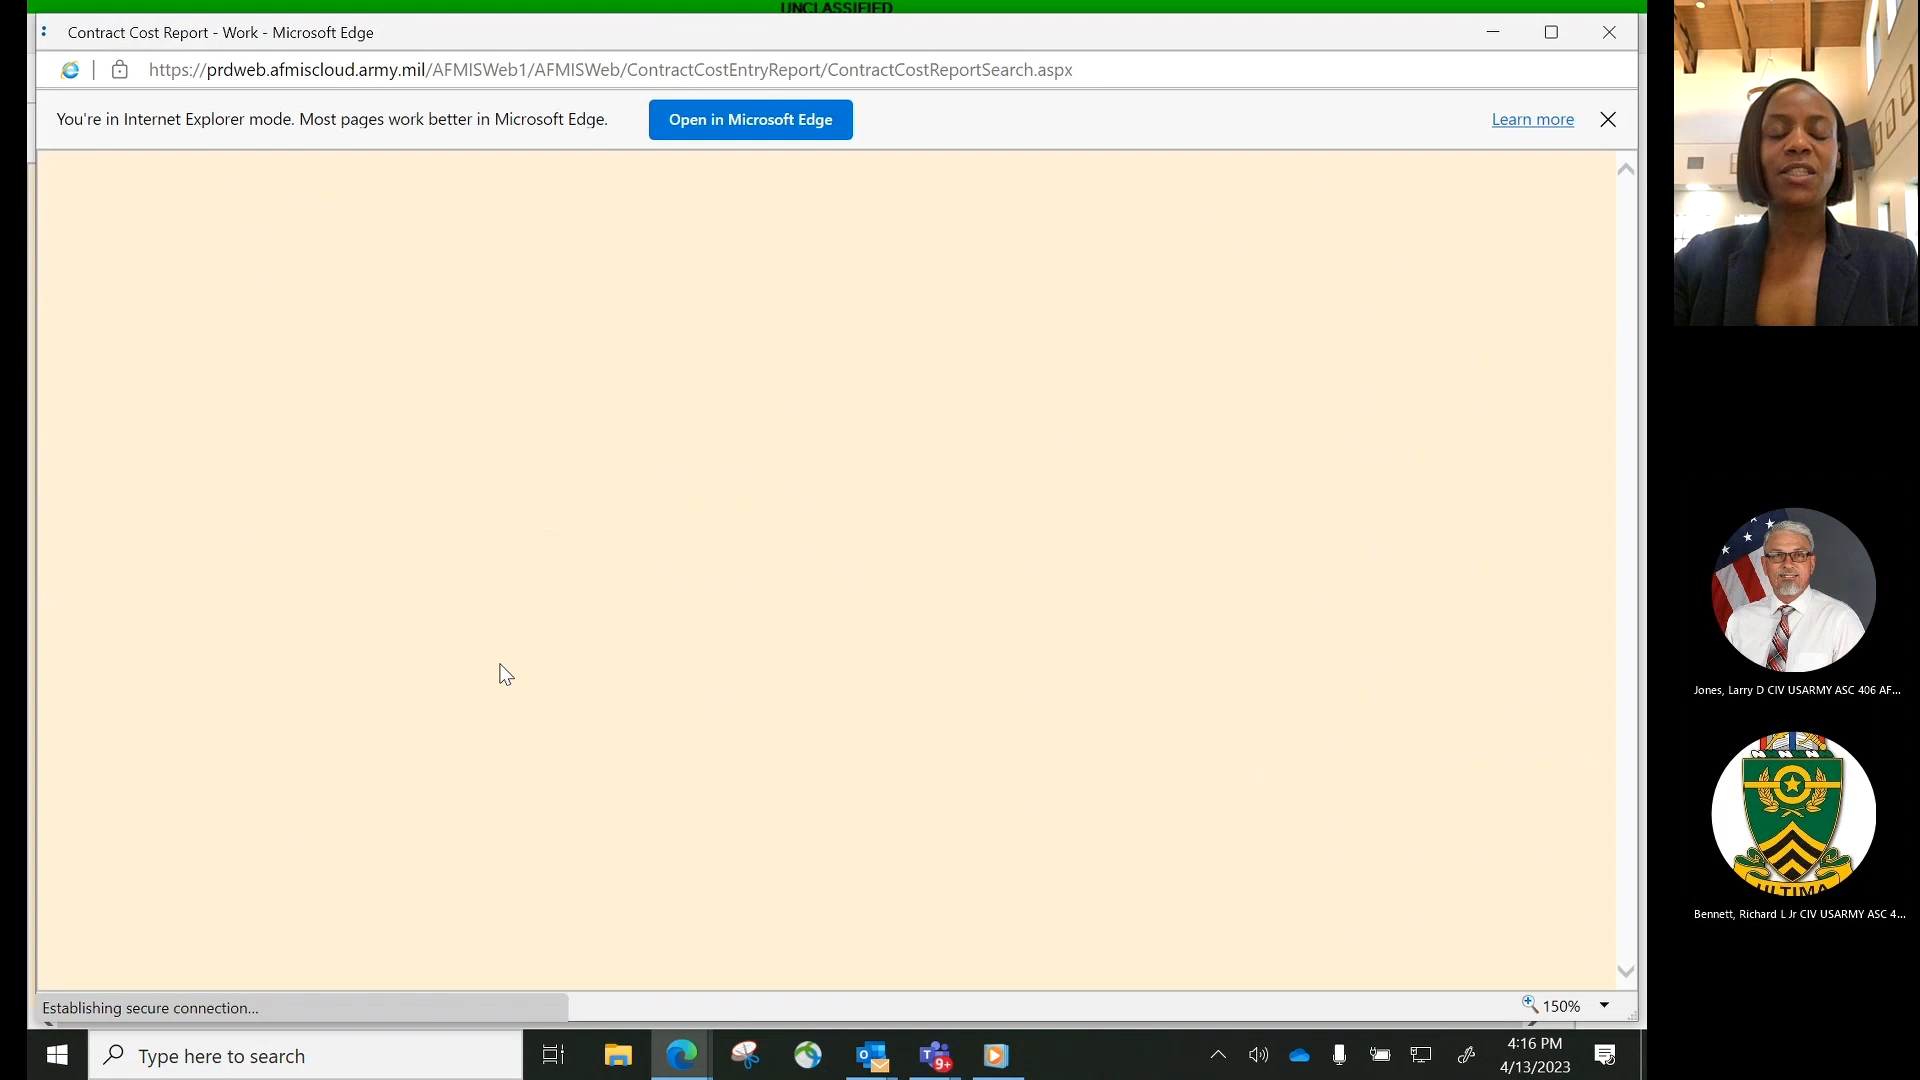 UNCLASSIFIED
Contract Cost Report - Work - Microsoft Edge
https://prdweb.afmiscloud.army.mil/AFMISWeb1/AFMISWeb/ContractCostEntryReport/ContractCostReportSearch.aspx
You're in Internet Explorer mode. Most pages work better in Microsoft Edge.
Open in Microsoft Edge
Learn more
Jones, Larry D CIV USARMY ASC 406 AF...
ULTIMA
Bennett, Richard L Jr CIV USARMY ASC 4...
Establishing secure connection...
150%
Type here to search
9+
4:16 PM
4/13/2023